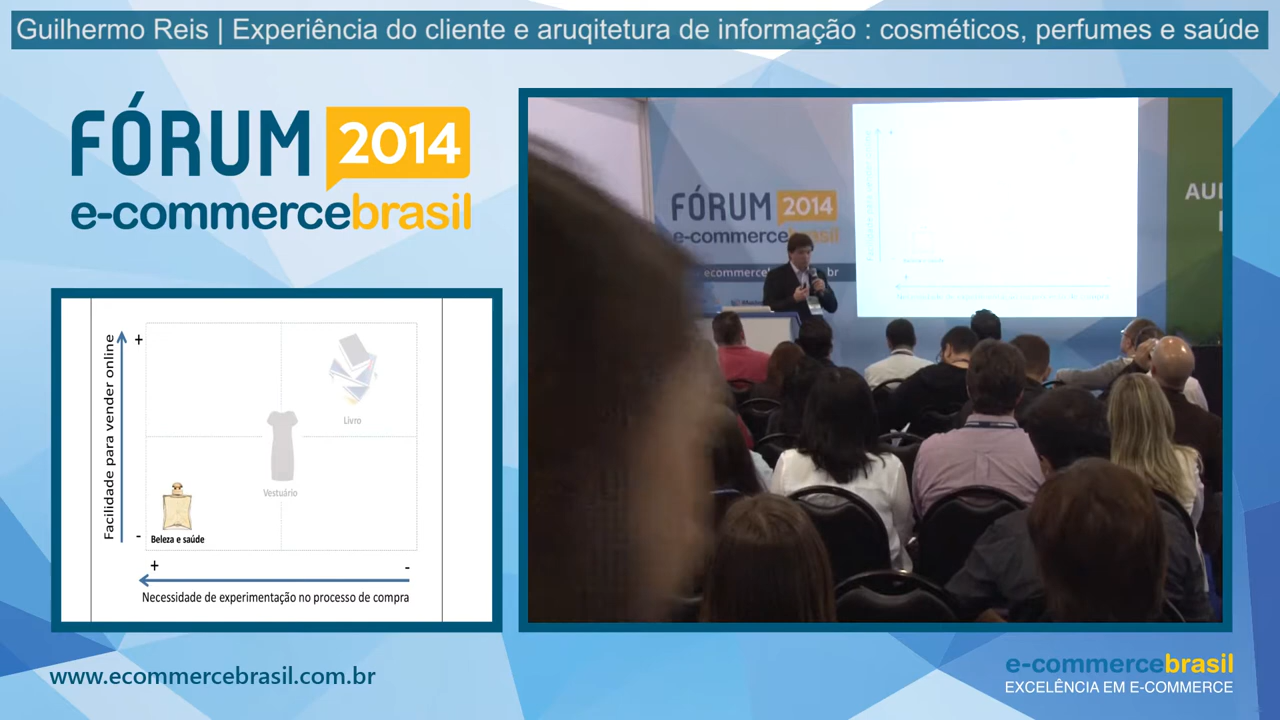 Guilhermo Reis | Experiência do cliente e aruqitetura de informação : cosméticos, perfumes e saúde
FÓRUM 2014
e-commercebrasil
Facilidade para vender online
+
-
Livro
Vestuário
Beleza e saúde
+
-
Necessidade de experimentação no processo de compra
FÓRUM 2014
e-commercebrasil
ecommerce
br
AU
www.ecommercebrasil.com.br
e-commercebrasil
EXCELÊNCIA EM E-COMMERCE